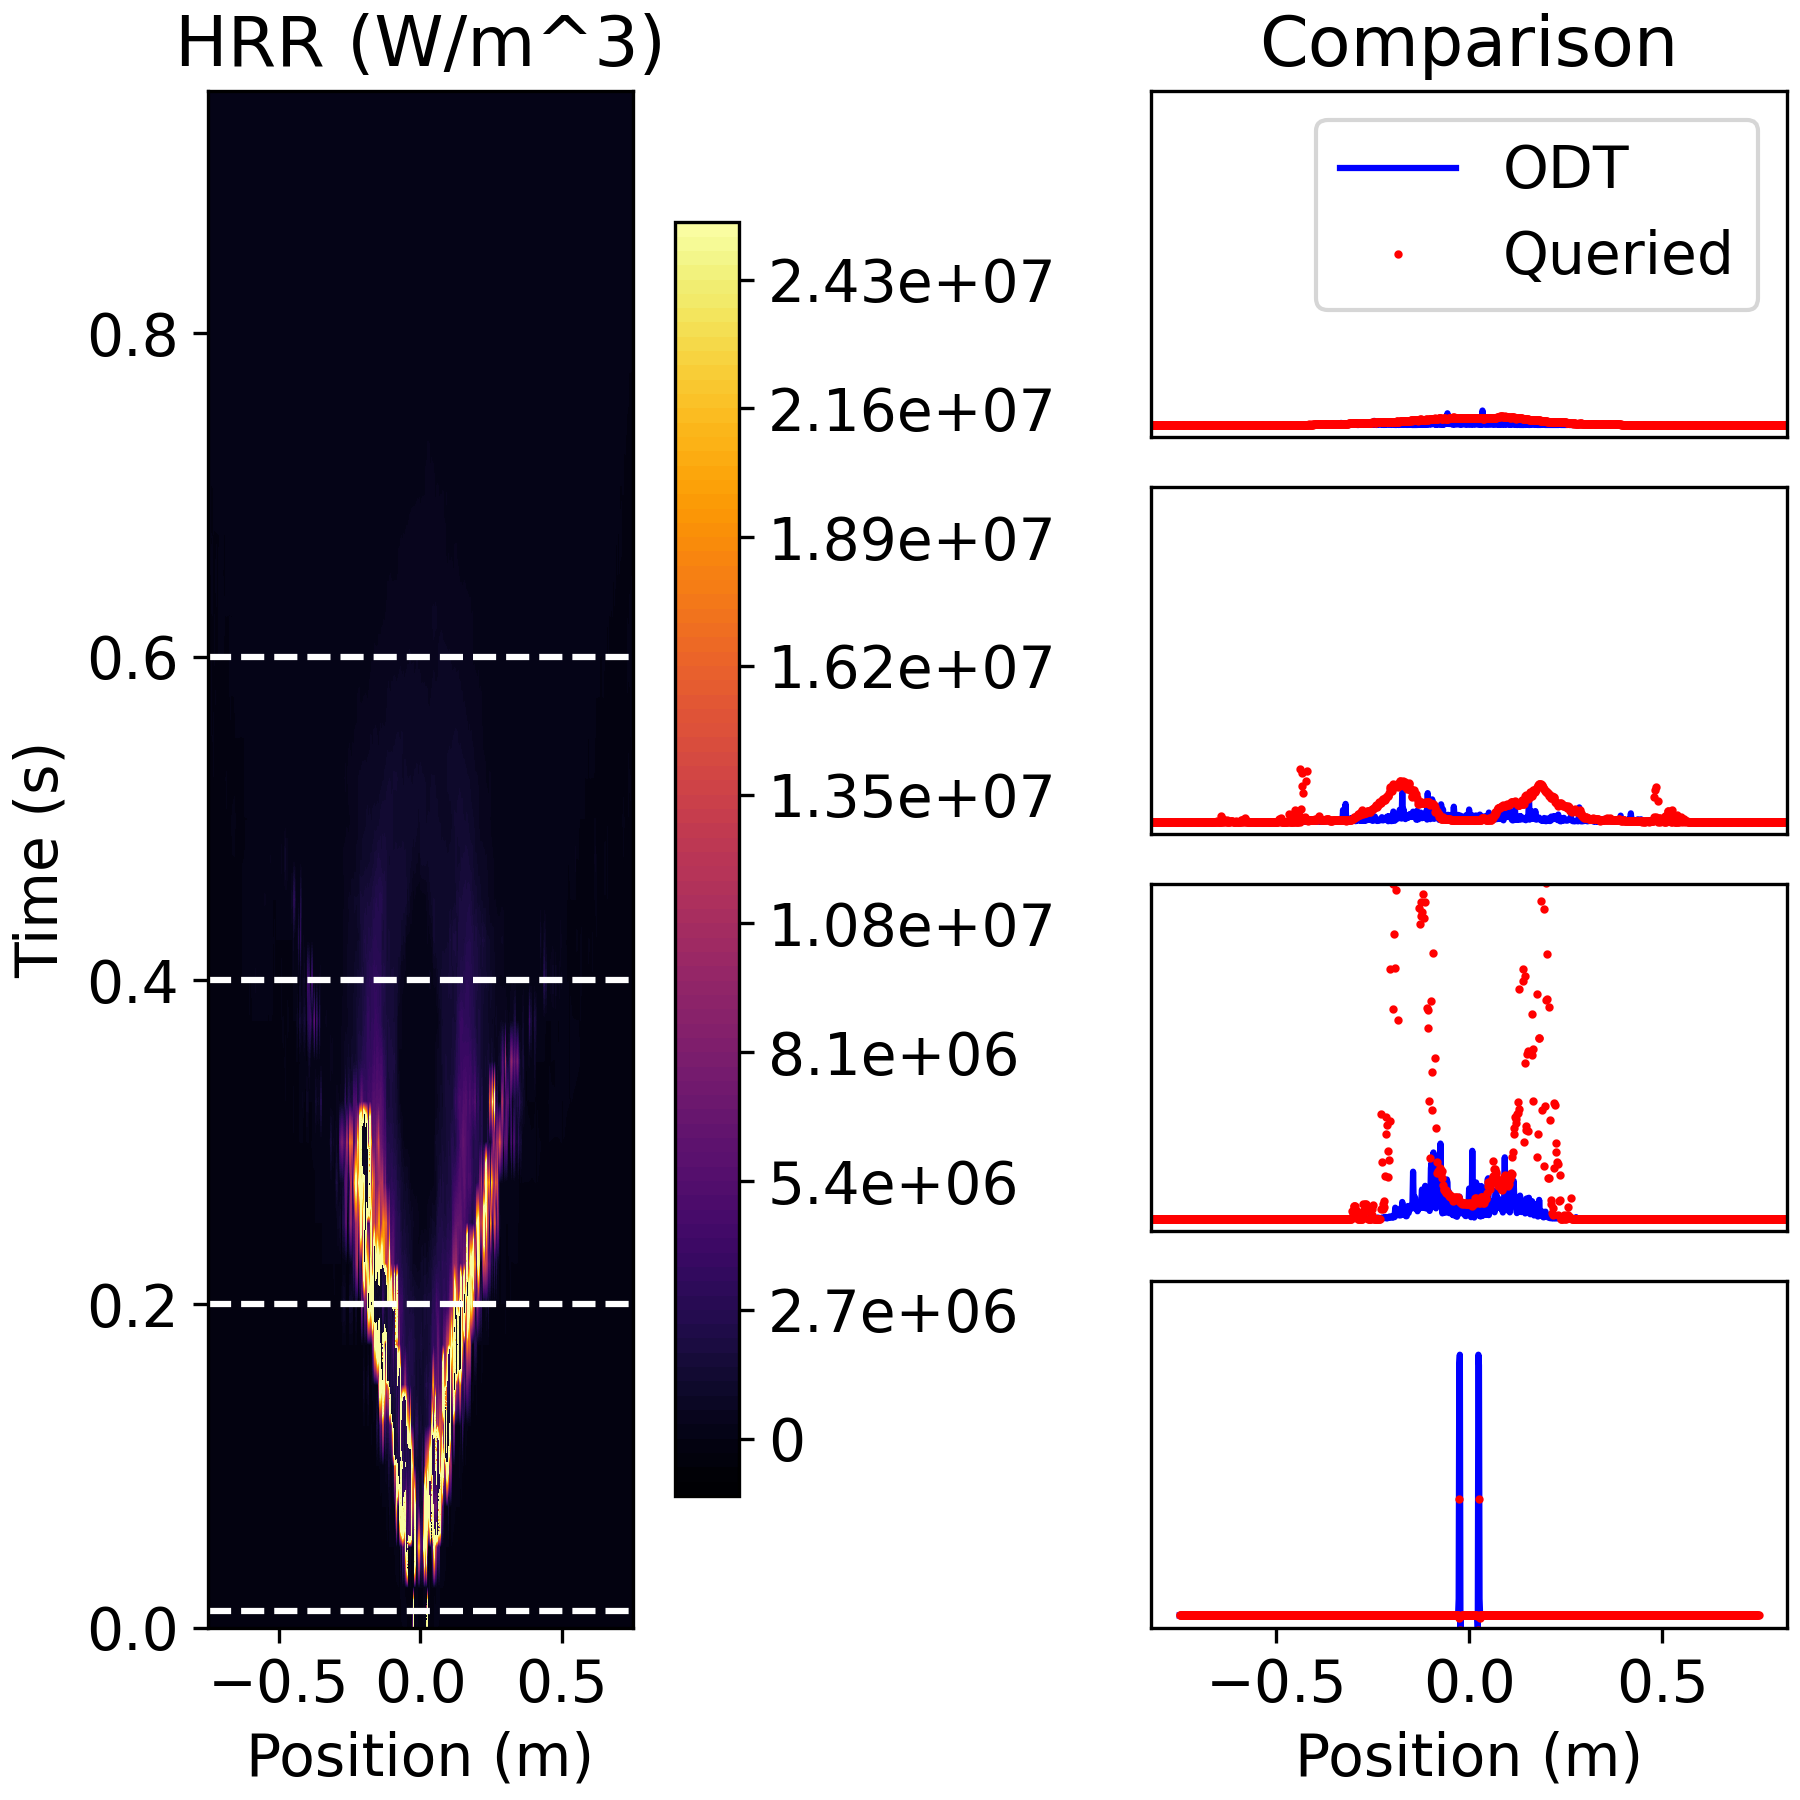 HRR (W/m^3)
Time (s)
0.8
0.6
0.4
0.2
0.0
−0.5 0.0 0.5
Position (m)
2.43e+07
2.16e+07
1.89e+07
1.62e+07
1.35e+07
1.08e+07
8.1e+06
5.4e+06
2.7e+06
0
Comparison
ODT
Queried
−0.5 0.0 0.5
Position (m)